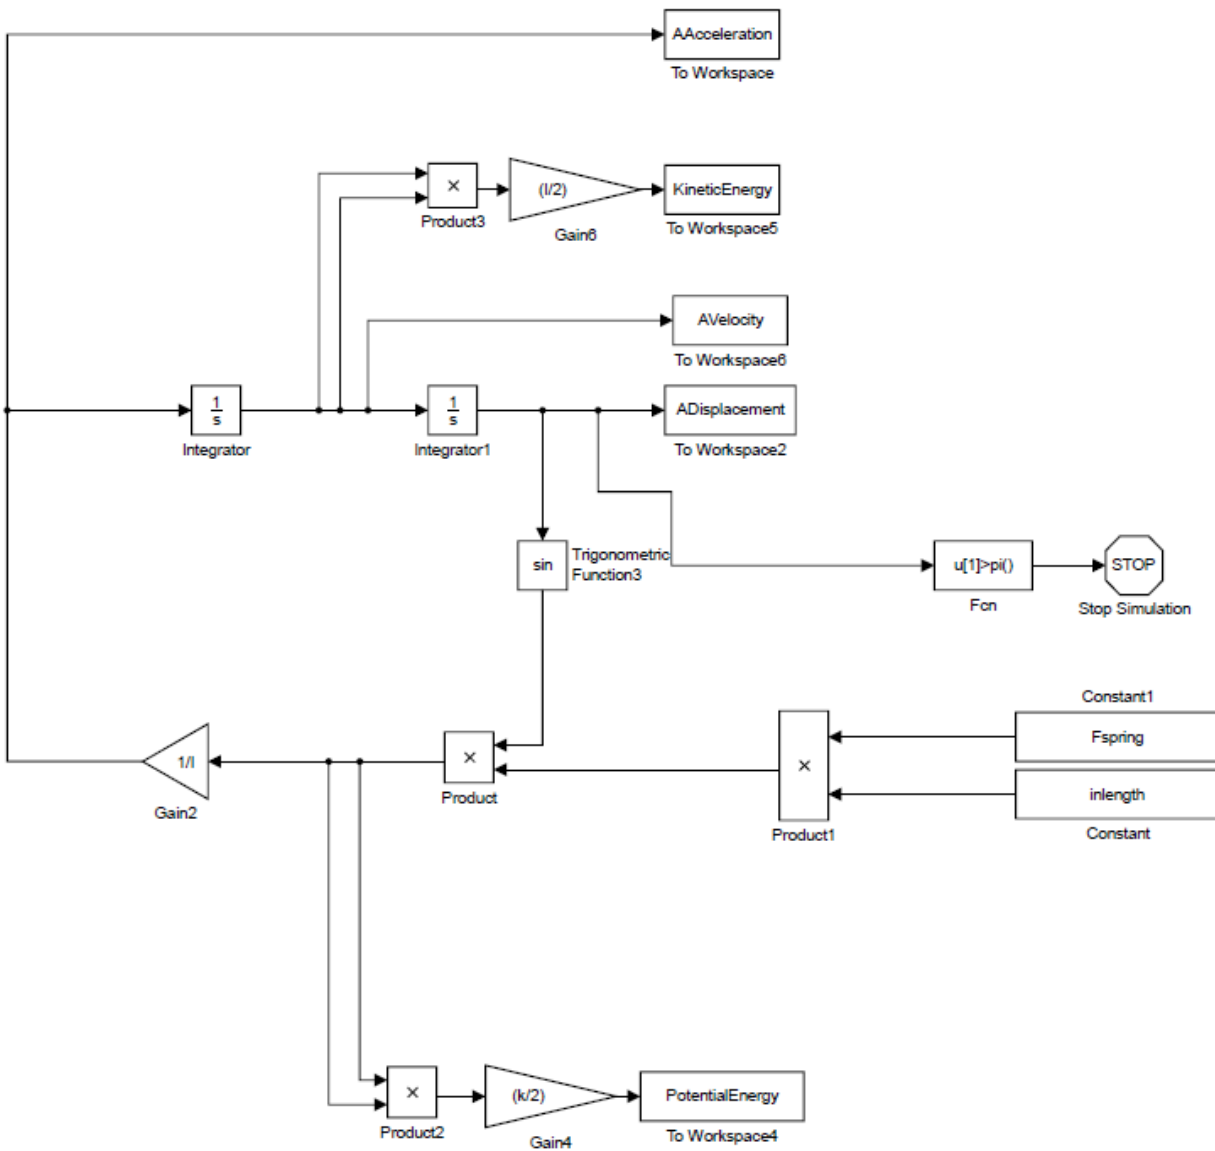 AAcceleration
To Workspace
×
(I/2)
KineticEnergy
Product3
Gain6
To Workspace5
AVelocity
To Workspace6
1
s
1
s
ADisplacement
Integrator
Integrator1
To Workspace2
sin
Trigonometric
Function3
u[1]>pi()
STOP
Fcn
Stop Simulation
Constant1
Fspring
1/I
×
×
inlength
Gain2
Product
Product1
Constant
×
(k/2)
PotentialEnergy
Product2
Gain4
To Workspace4